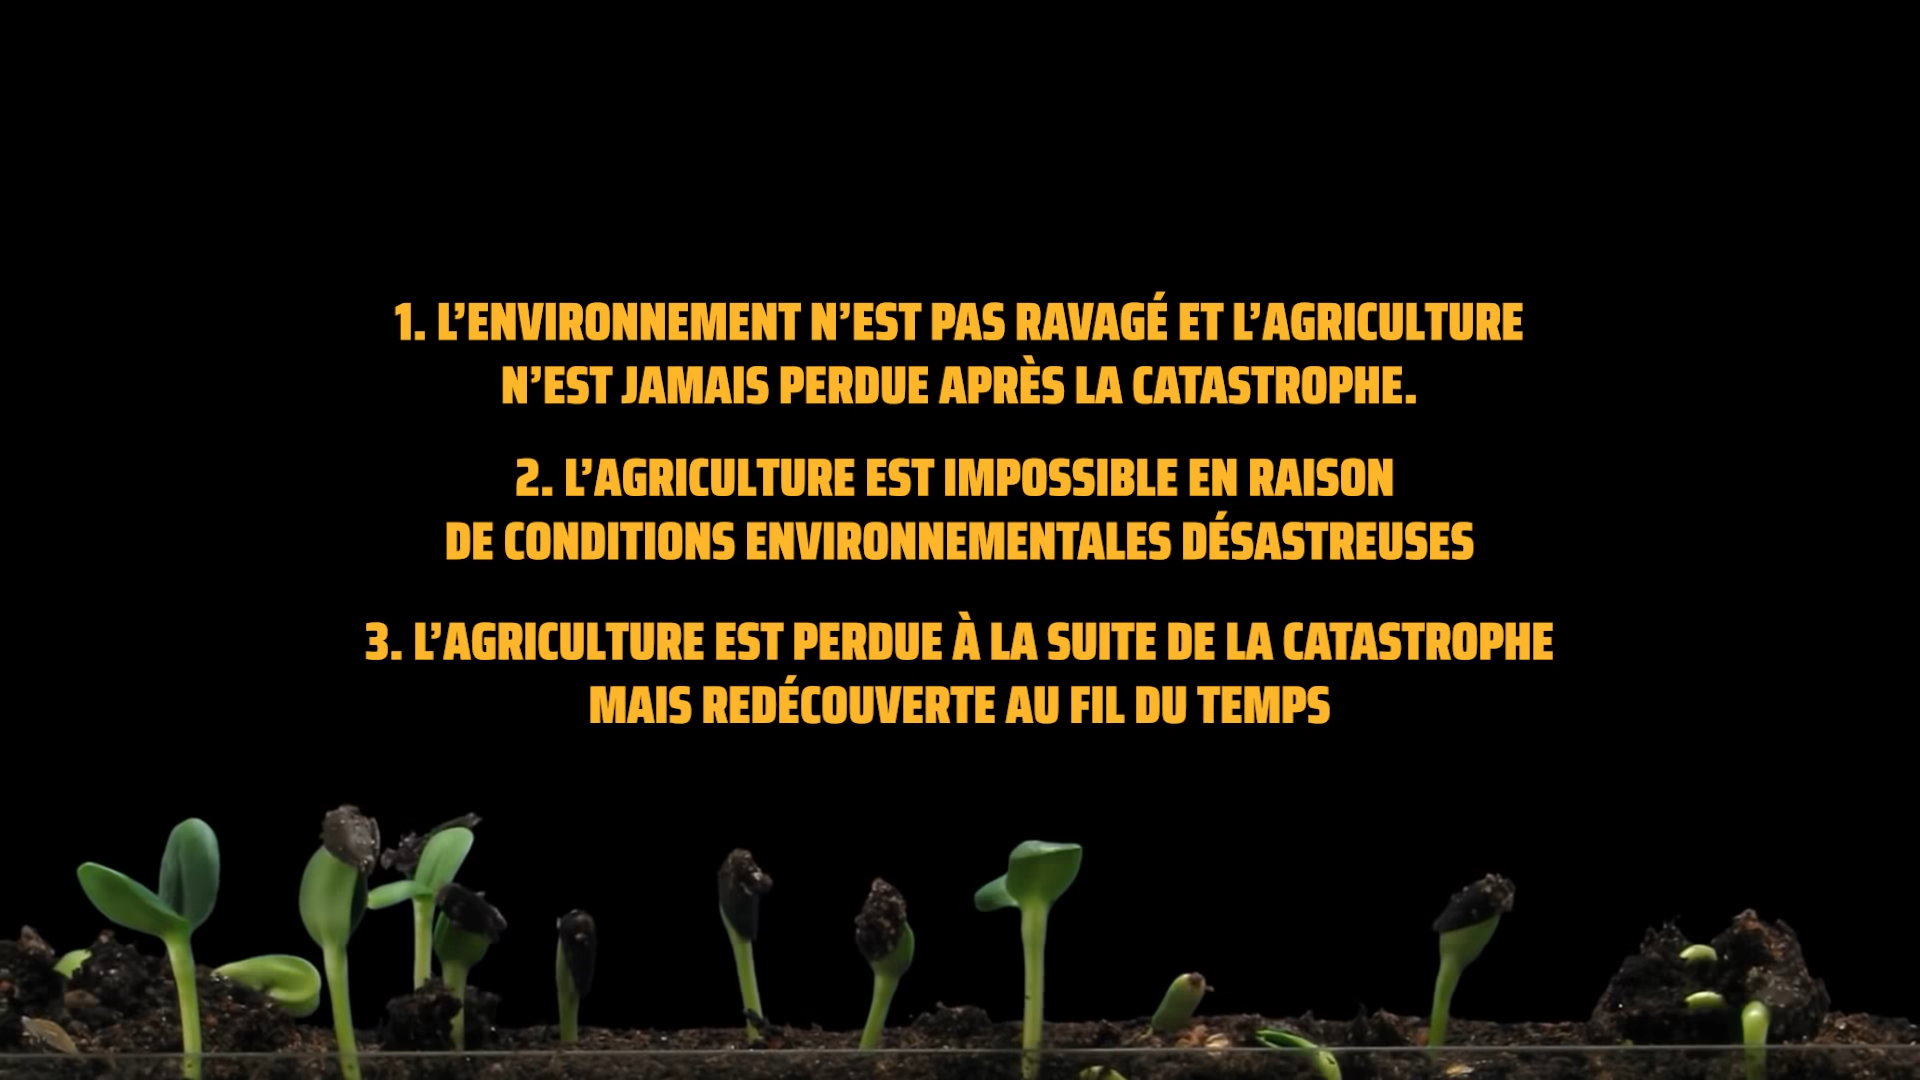 1. L’ENVIRONNEMENT N’EST PAS RAVAGÉ ET L’AGRICULTURE
N’EST JAMAIS PERDUE APRÈS LA CATASTROPHE.
2. L’AGRICULTURE EST IMPOSSIBLE EN RAISON
DE CONDITIONS ENVIRONNEMENTALES DÉSASTREUSES
3. L’AGRICULTURE EST PERDUE À LA SUITE DE LA CATASTROPHE
MAIS REDÉCOUVERTE AU FIL DU TEMPS